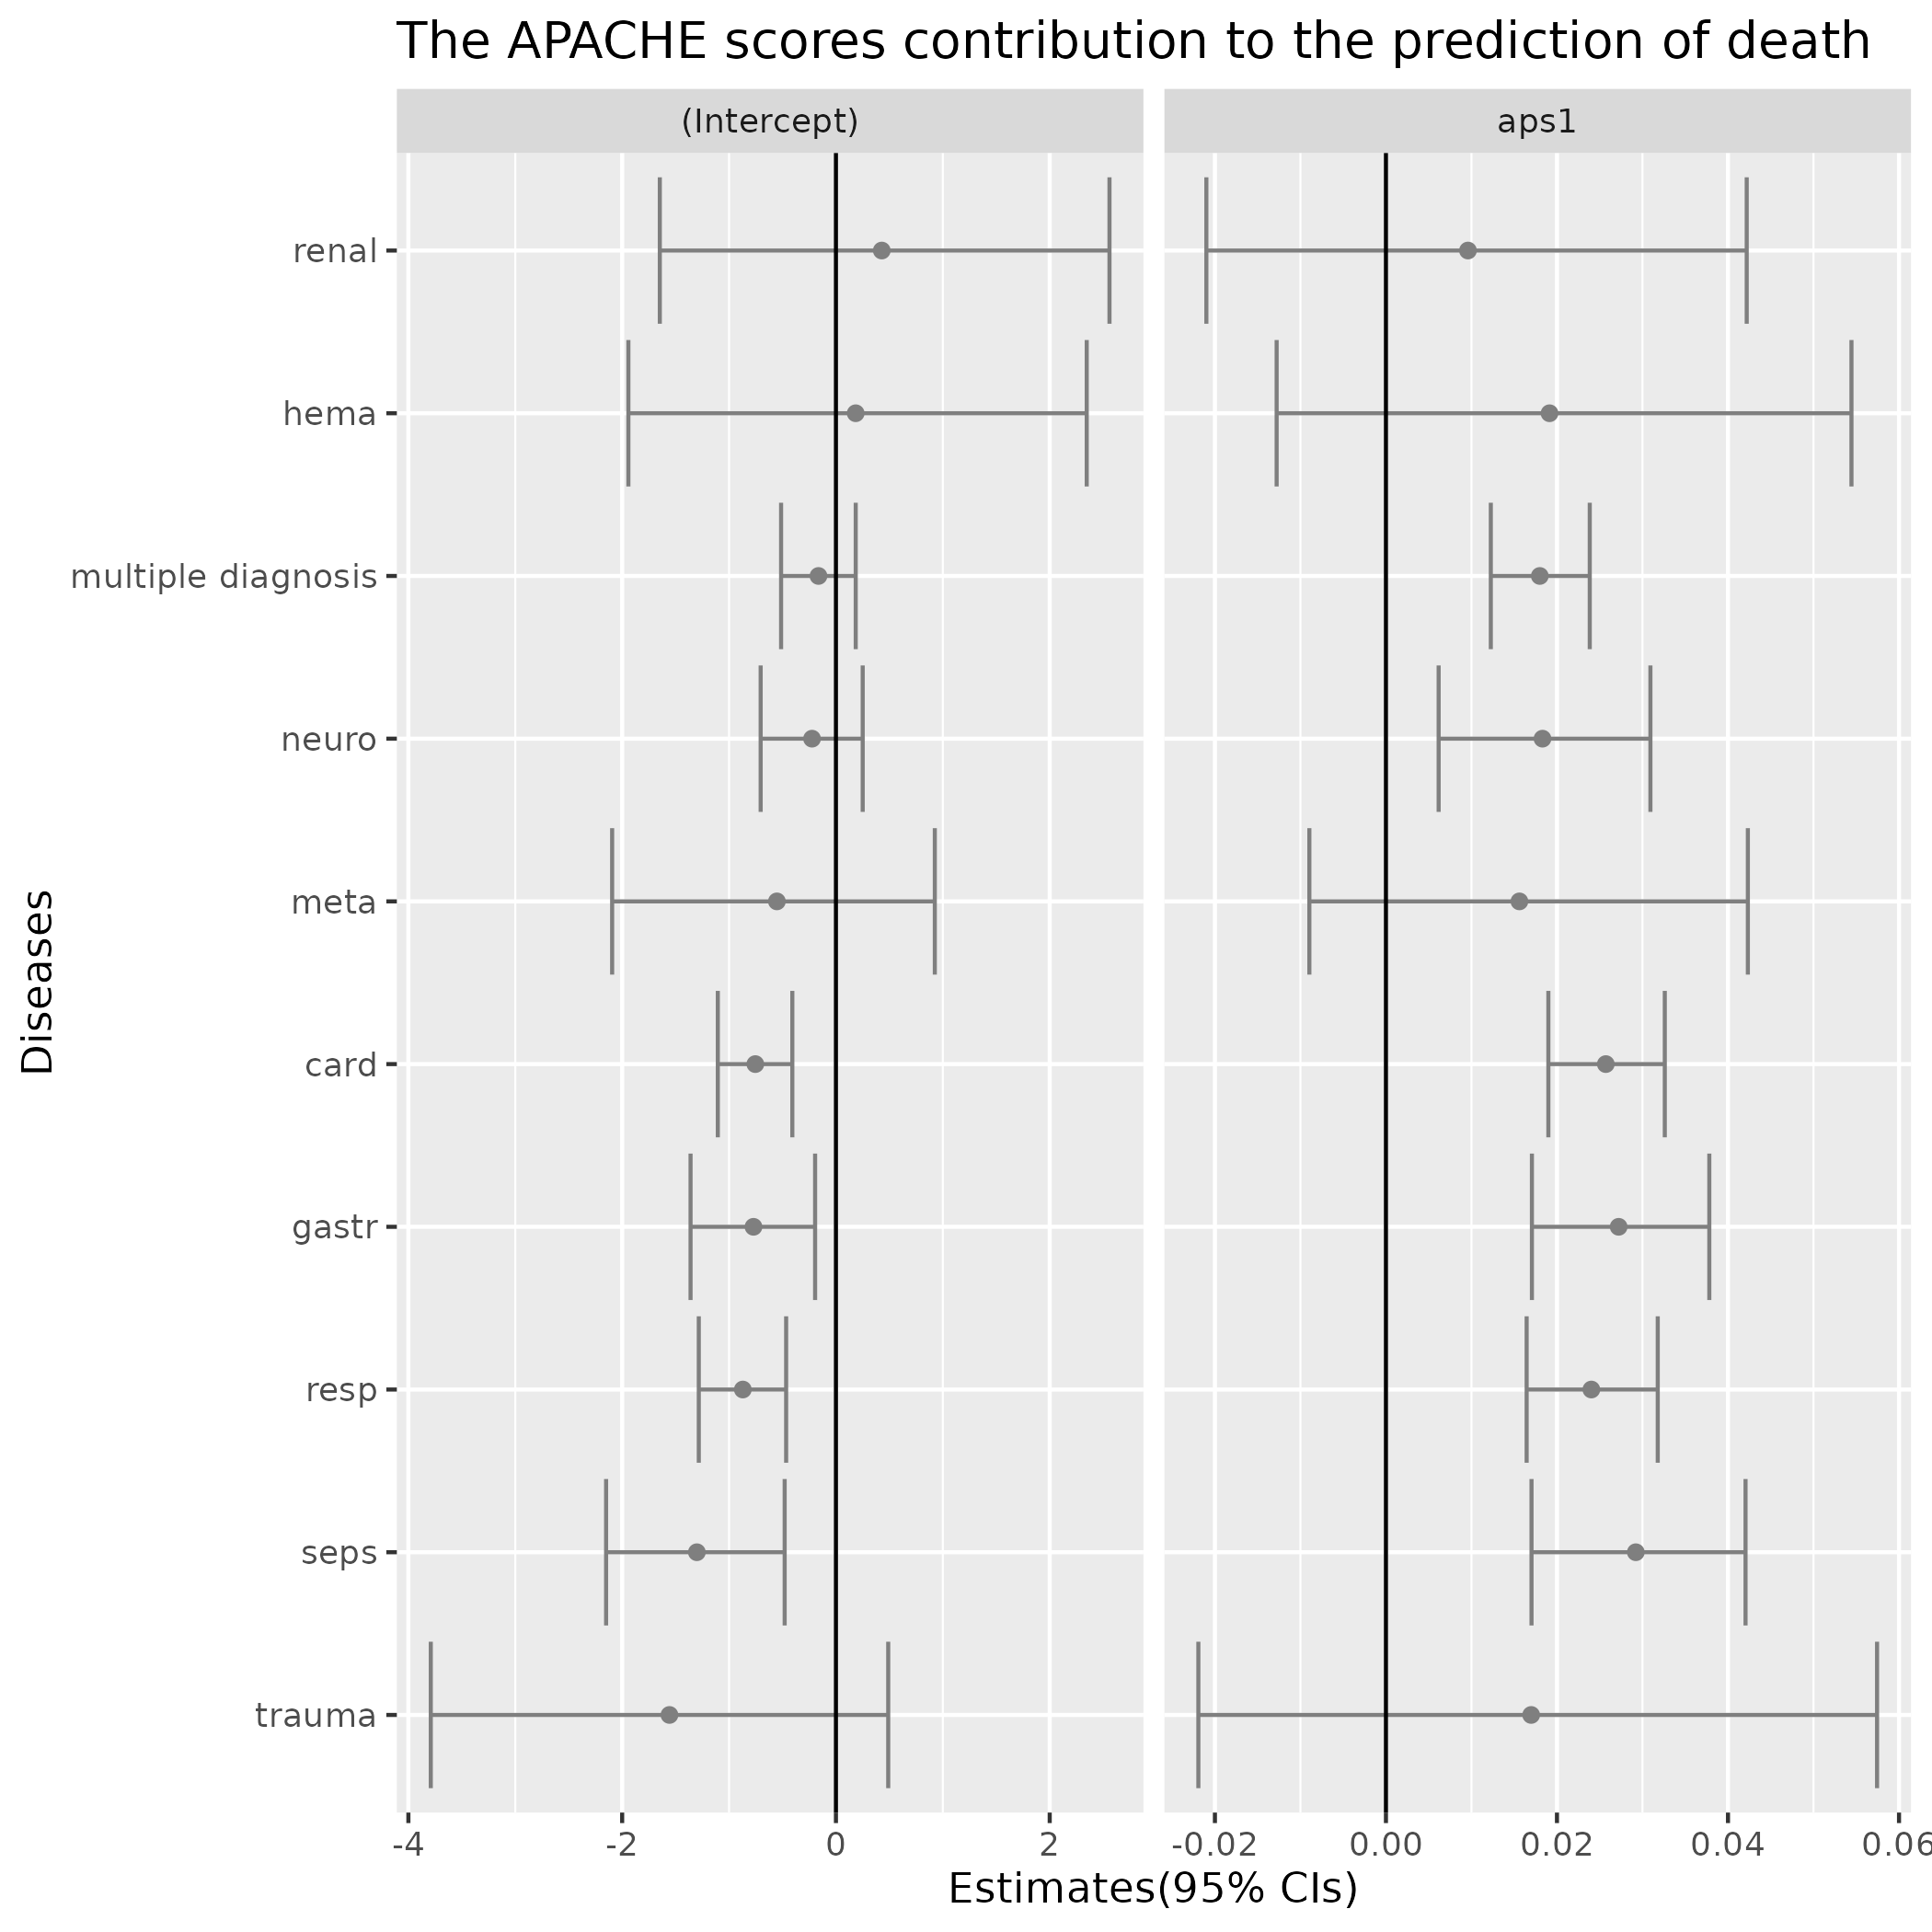 The APACHE scores contribution to the prediction of death
(Intercept)
aps1
renal
hema
multiple diagnosis
neuro
meta
card
gastr
resp
seps
trauma
Diseases
-4 -2 0 2
-0.02 0.00 0.02 0.04 0.06
Estimates(95% CIs)